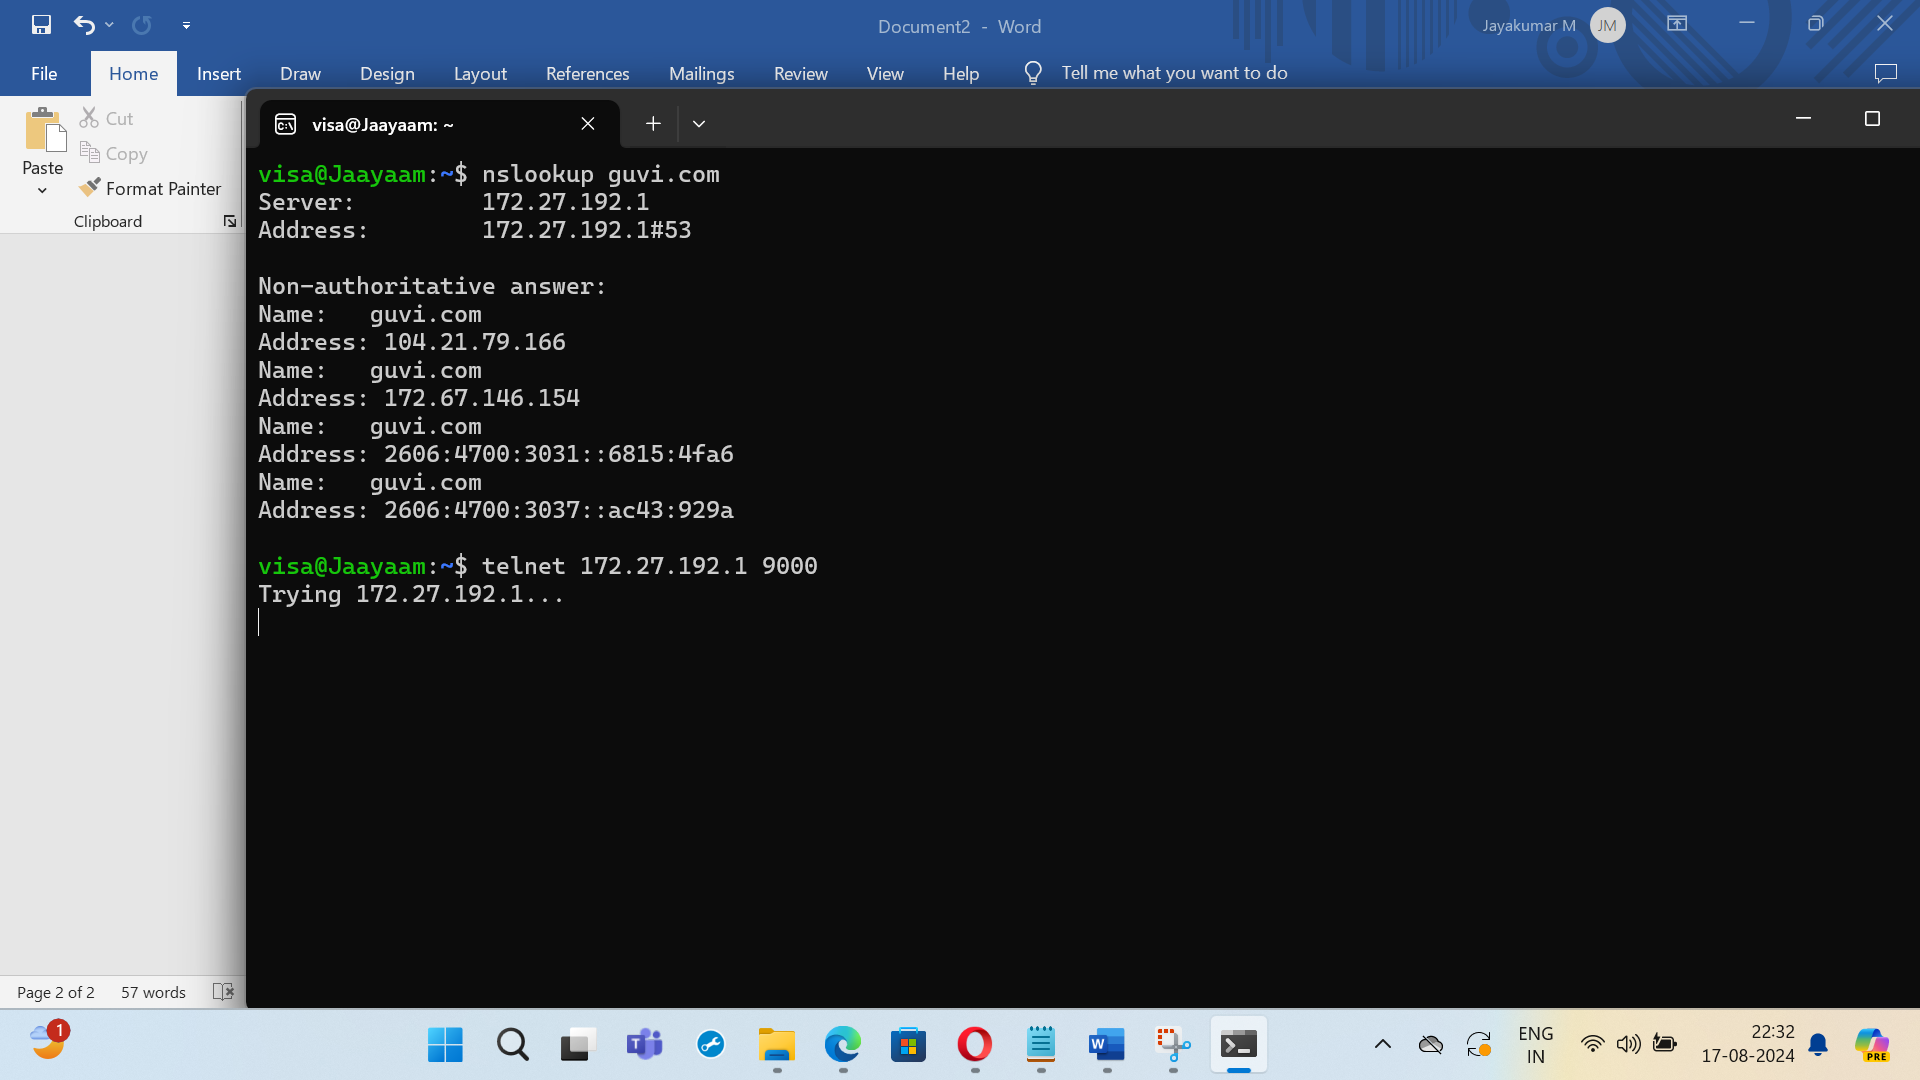 Document2 - Word
Jayakumar M
JM
File
Home
Insert
Draw
Design
Layout
References
Mailings
Review
View
Help
Tell me what you want to do
Paste
Cut
Copy
Format Painter
Clipboard
visa@Jaayaam: ~
visa@Jaayaam:~$ nslookup guvi.com
Server: 172.27.192.1
Address: 172.27.192.1#53
Non-authoritative answer:
Name: guvi.com
Address: 104.21.79.166
Name: guvi.com
Address: 172.67.146.154
Name: guvi.com
Address: 2606:4700:3031::6815:4fa6
Name: guvi.com
Address: 2606:4700:3037::ac43:929a
visa@Jaayaam:~$ telnet 172.27.192.1 9000
Trying 172.27.192.1...
Page 2 of 2
57 words
1
ENG
IN
22:32
17-08-2024
PRE